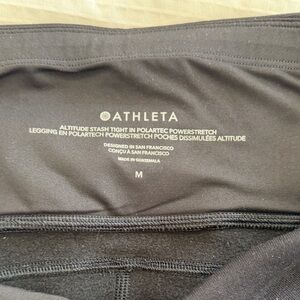 ATHLETA
ALTITUDE STASH TIGHT IN POLARTEC POWERSTRETCH
LEGGING EN POLARTECH POWERSTRETCH POCHES DISSIMULÉES ALTITUDE
DESIGNED IN SAN FRANCISCO
CONÇU À SAN FRANCISCO
MADE IN GUATEMALA
M